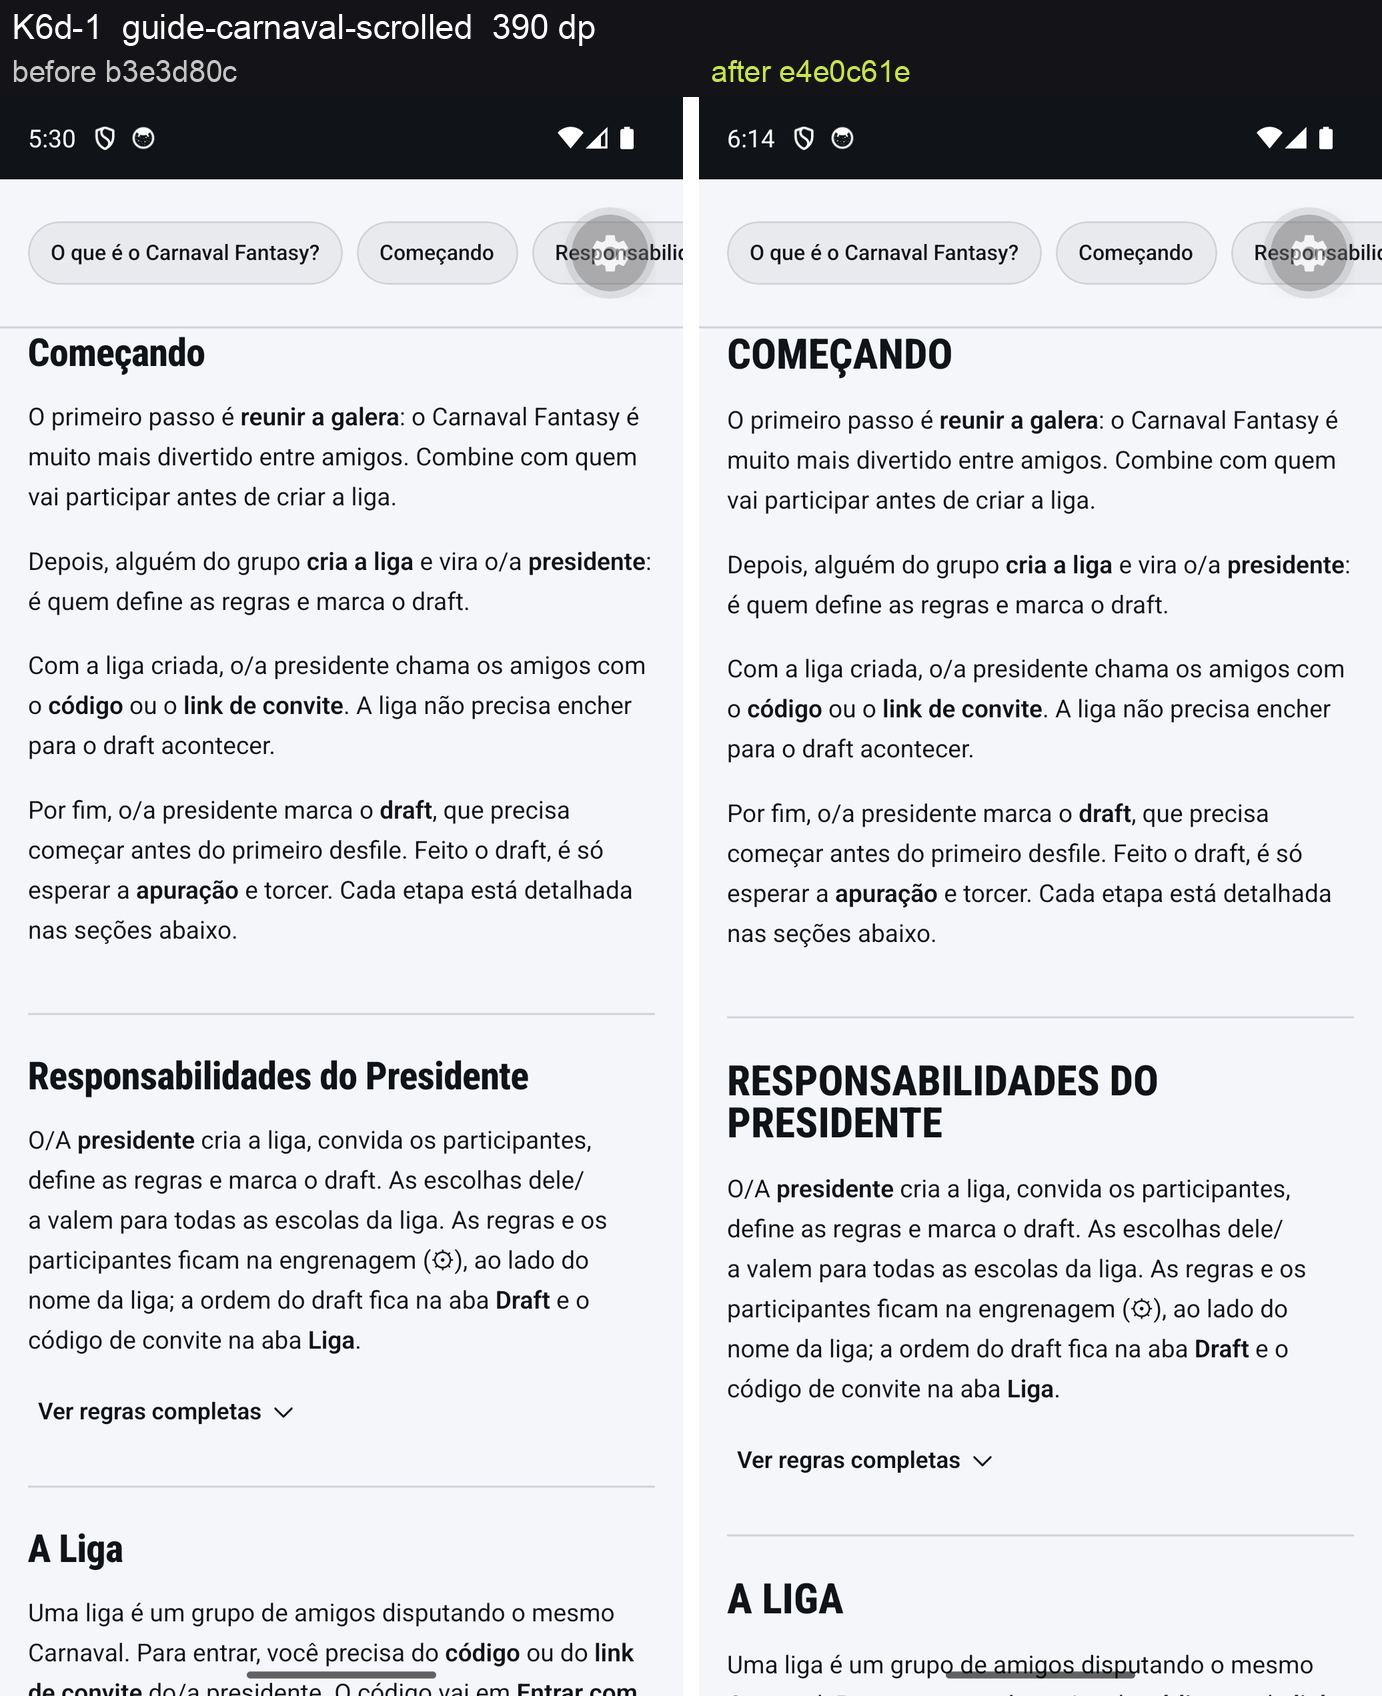 K6d-1 guide-carnaval-scrolled 390 dp
before b3e3d80c
5:30
O que é o Carnaval Fantasy?
Começando
Responsabilid
Começando
O primeiro passo é reunir a galera: o Carnaval Fantasy é
muito mais divertido entre amigos. Combine com quem
vai participar antes de criar a liga.
Depois, alguém do grupo cria a liga e vira o/a presidente:
é quem define as regras e marca o draft.
Com a liga criada, o/a presidente chama os amigos com
o código ou o link de convite. A liga não precisa encher
para o draft acontecer.
Por fim, o/a presidente marca o draft, que precisa
começar antes do primeiro desfile. Feito o draft, é só
esperar a apuração e torcer. Cada etapa está detalhada
nas seções abaixo.
Responsabilidades do Presidente
O/A presidente cria a liga, convida os participantes,
define as regras e marca o draft. As escolhas dele/
a valem para todas as escolas da liga. As regras e os
participantes ficam na engrenagem (⚙), ao lado do
nome da liga; a ordem do draft fica na aba Draft e o
código de convite na aba Liga.
Ver regras completas
A Liga
Uma liga é um grupo de amigos disputando o mesmo
Carnaval. Para entrar, você precisa do código ou do link
de convite do/a presidente. O código vai em Entrar com
after e4e0c61e
6:14
O que é o Carnaval Fantasy?
Começando
Responsabilid
COMEÇANDO
O primeiro passo é reunir a galera: o Carnaval Fantasy é
muito mais divertido entre amigos. Combine com quem
vai participar antes de criar a liga.
Depois, alguém do grupo cria a liga e vira o/a presidente:
é quem define as regras e marca o draft.
Com a liga criada, o/a presidente chama os amigos com
o código ou o link de convite. A liga não precisa encher
para o draft acontecer.
Por fim, o/a presidente marca o draft, que precisa
começar antes do primeiro desfile. Feito o draft, é só
esperar a apuração e torcer. Cada etapa está detalhada
nas seções abaixo.
RESPONSABILIDADES DO
PRESIDENTE
O/A presidente cria a liga, convida os participantes,
define as regras e marca o draft. As escolhas dele/
a valem para todas as escolas da liga. As regras e os
participantes ficam na engrenagem (⚙), ao lado do
nome da liga; a ordem do draft fica na aba Draft e o
código de convite na aba Liga.
Ver regras completas
A LIGA
Uma liga é um grupo de amigos disputando o mesmo